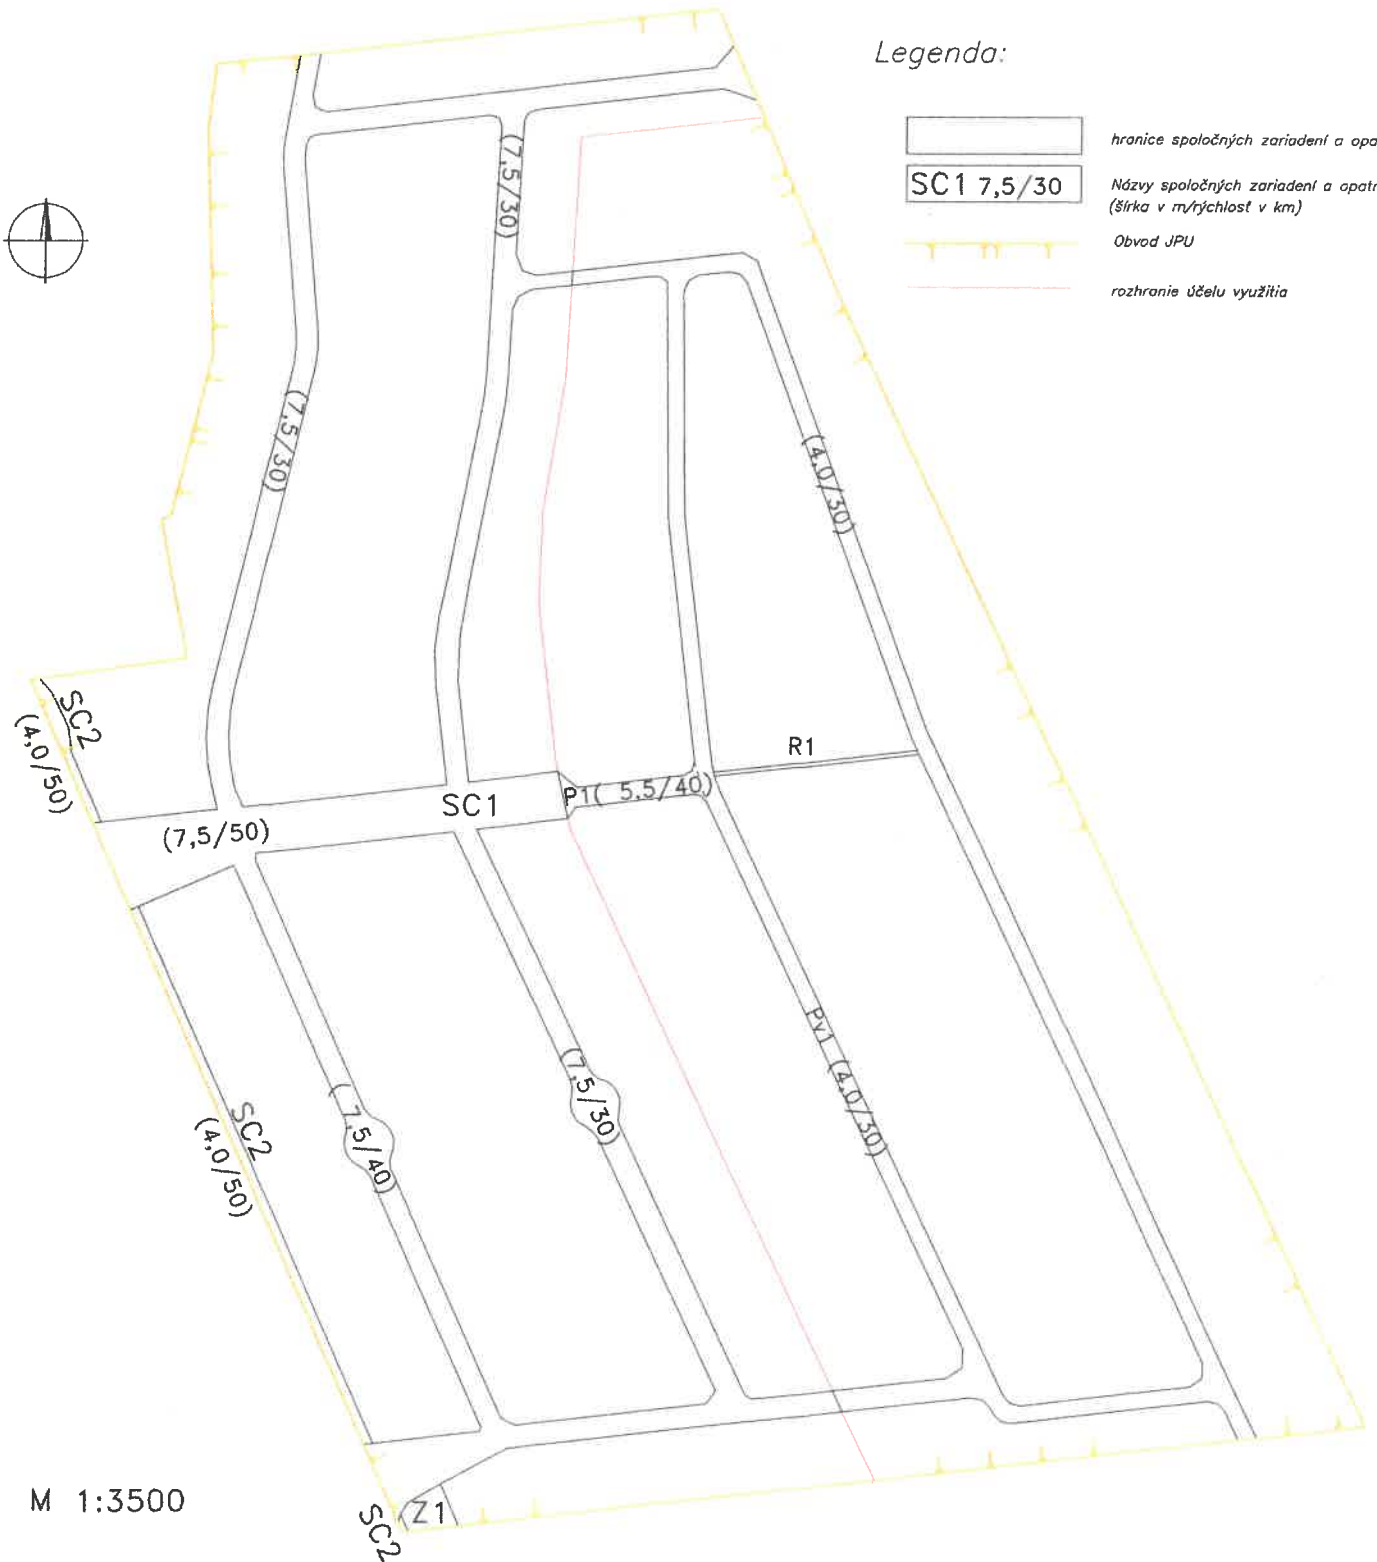 Legenda:
hranice spoločných zariadení a opa
SC1 7,5/30
Názvy spoločných zariadení a opatr
(šírka v m/rýchlosť v km)
Obvod JPU
rozhranie účelu využitia
(7,5/30)
(7,5/30)
(4,0/30)
SC2
(4,0/50)
R1
P1( 5,5/40)
SC1
(7,5/50)
Pv1 (4,0/30)
(7,5/30)
( 7,5/40)
SC2
(4,0/50)
M 1:3500
Z1
SC2